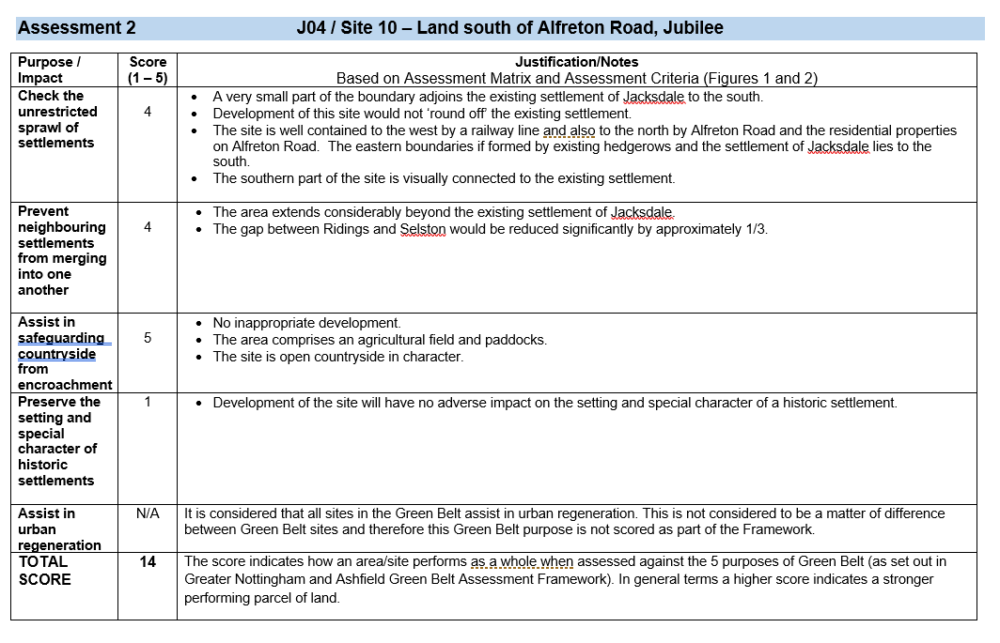 Assessment 2 J04 / Site 10 – Land south of Alfreton Road, Jubilee
Purpose / Impact
Score (1 – 5)
Justification/Notes
Based on Assessment Matrix and Assessment Criteria (Figures 1 and 2)
Check the
unrestricted
sprawl of
settlements
4
• A very small part of the boundary adjoins the existing settlement of Jacksdale to the south.
• Development of this site would not ‘round off’ the existing settlement.
• The site is well contained to the west by a railway line and also to the north by Alfreton Road and the residential properties
on Alfreton Road. The eastern boundaries if formed by existing hedgerows and the settlement of Jacksdale lies to the
south.
• The southern part of the site is visually connected to the existing settlement.
Prevent
neighbouring
settlements
from merging
into one
another
4
• The area extends considerably beyond the existing settlement of Jacksdale.
• The gap between Ridings and Selston would be reduced significantly by approximately 1/3.
Assist in
safeguarding
countryside
from
encroachment
5
• No inappropriate development.
• The area comprises an agricultural field and paddocks.
• The site is open countryside in character.
Preserve the
setting and
special
character of
historic
settlements
1
• Development of the site will have no adverse impact on the setting and special character of a historic settlement.
Assist in
urban
regeneration
N/A
It is considered that all sites in the Green Belt assist in urban regeneration. This is not considered to be a matter of difference
between Green Belt sites and therefore this Green Belt purpose is not scored as part of the Framework.
TOTAL
SCORE
14
The score indicates how an area/site performs as a whole when assessed against the 5 purposes of Green Belt (as set out in
Greater Nottingham and Ashfield Green Belt Assessment Framework). In general terms a higher score indicates a stronger
performing parcel of land.